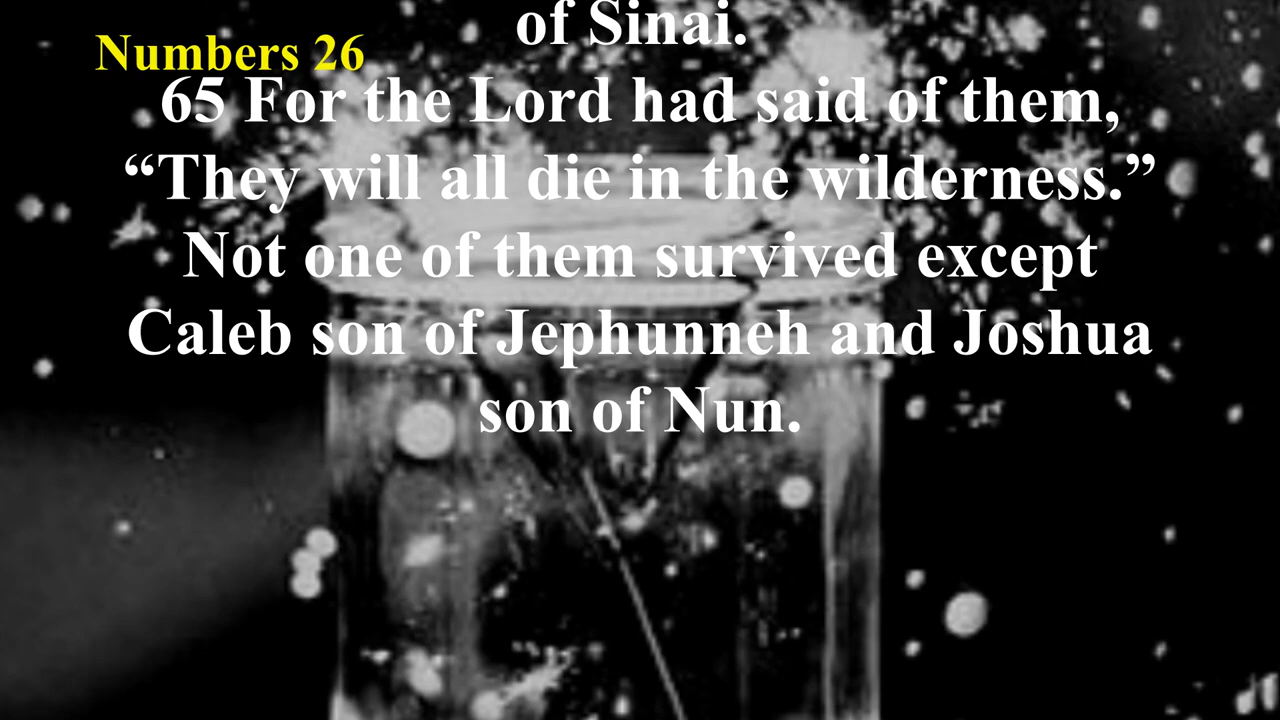 of Sinai.
Numbers 26
65 For the Lord had said of them,
“They will all die in the wilderness.”
Not one of them survived except
Caleb son of Jephunneh and Joshua
son of Nun.